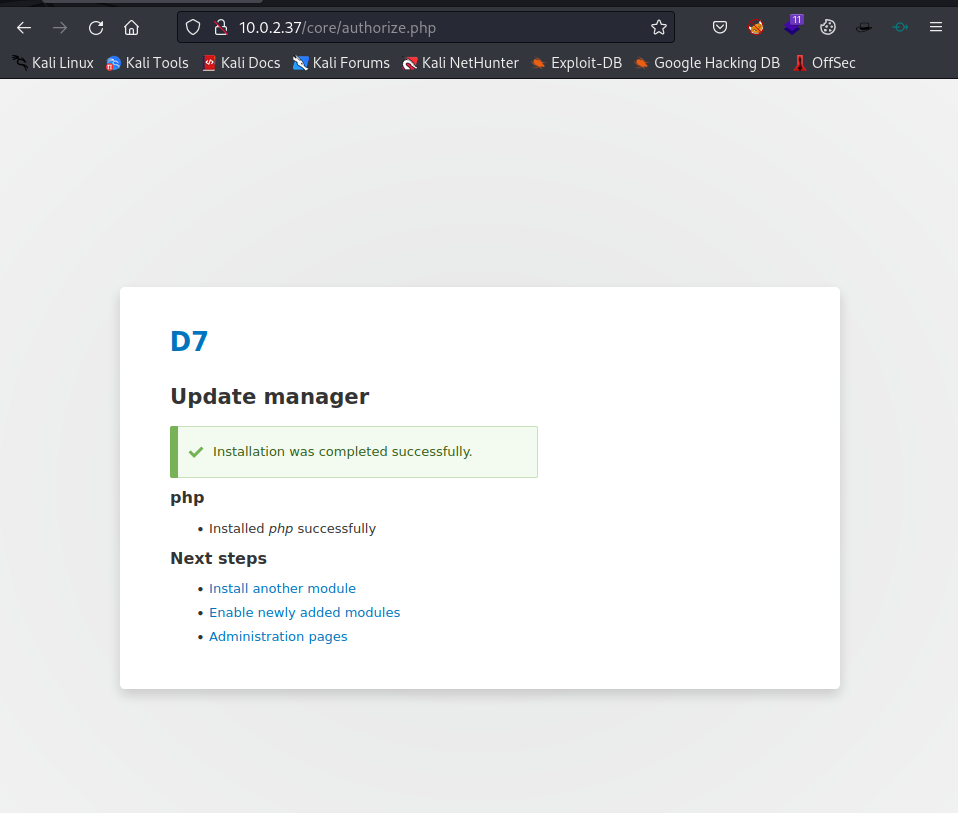 11
10.0.2.37/core/authorize.php
Kali Linux Kali Tools Kali Docs Kali Forums Kali NetHunter Exploit-DB Google Hacking DB OffSec
D7
Update manager
Installation was completed successfully.
php
• Installed php successfully
Next steps
• Install another module
• Enable newly added modules
• Administration pages